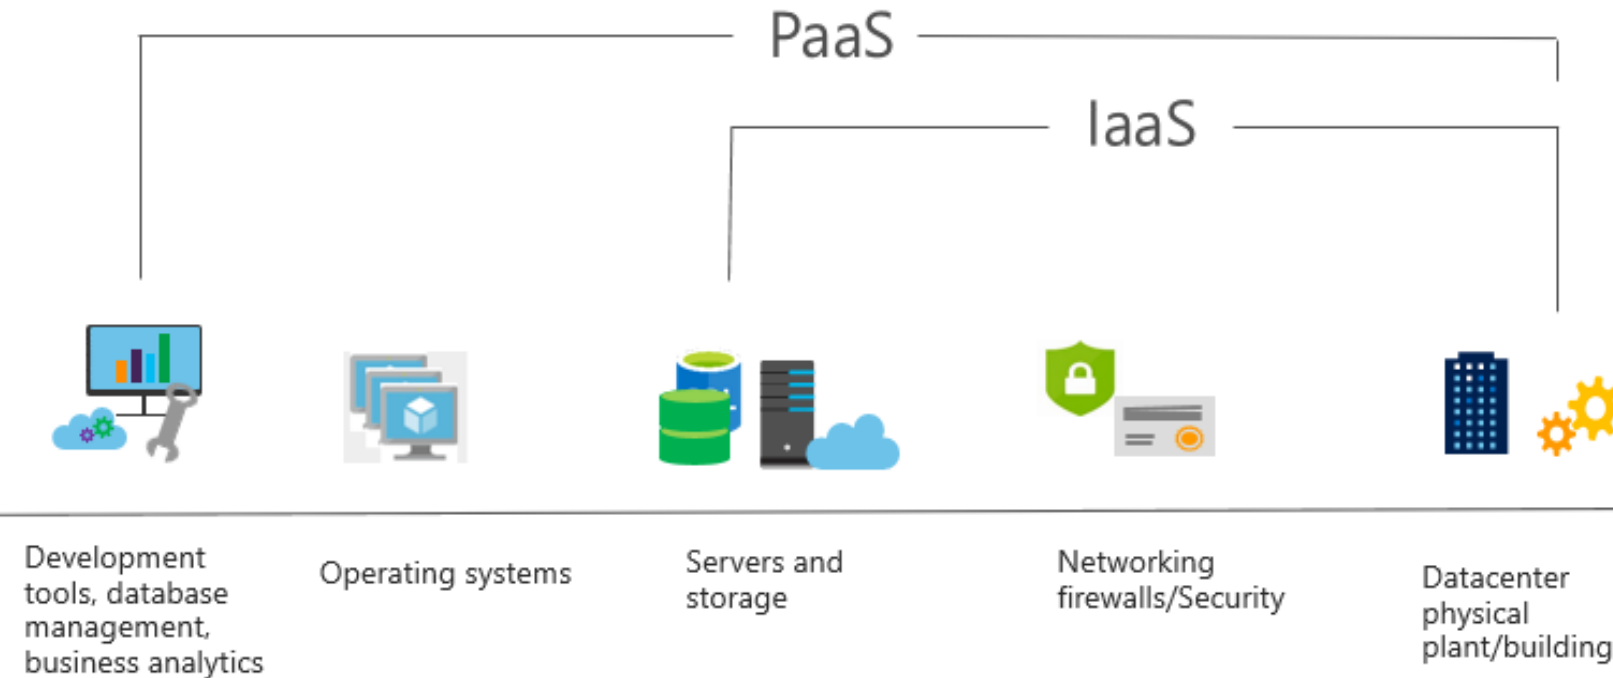 PaaS
IaaS
Development
tools, database
management,
business analytics
Operating systems
Servers and
storage
Networking
firewalls/Security
Datacenter
physical
plant/building